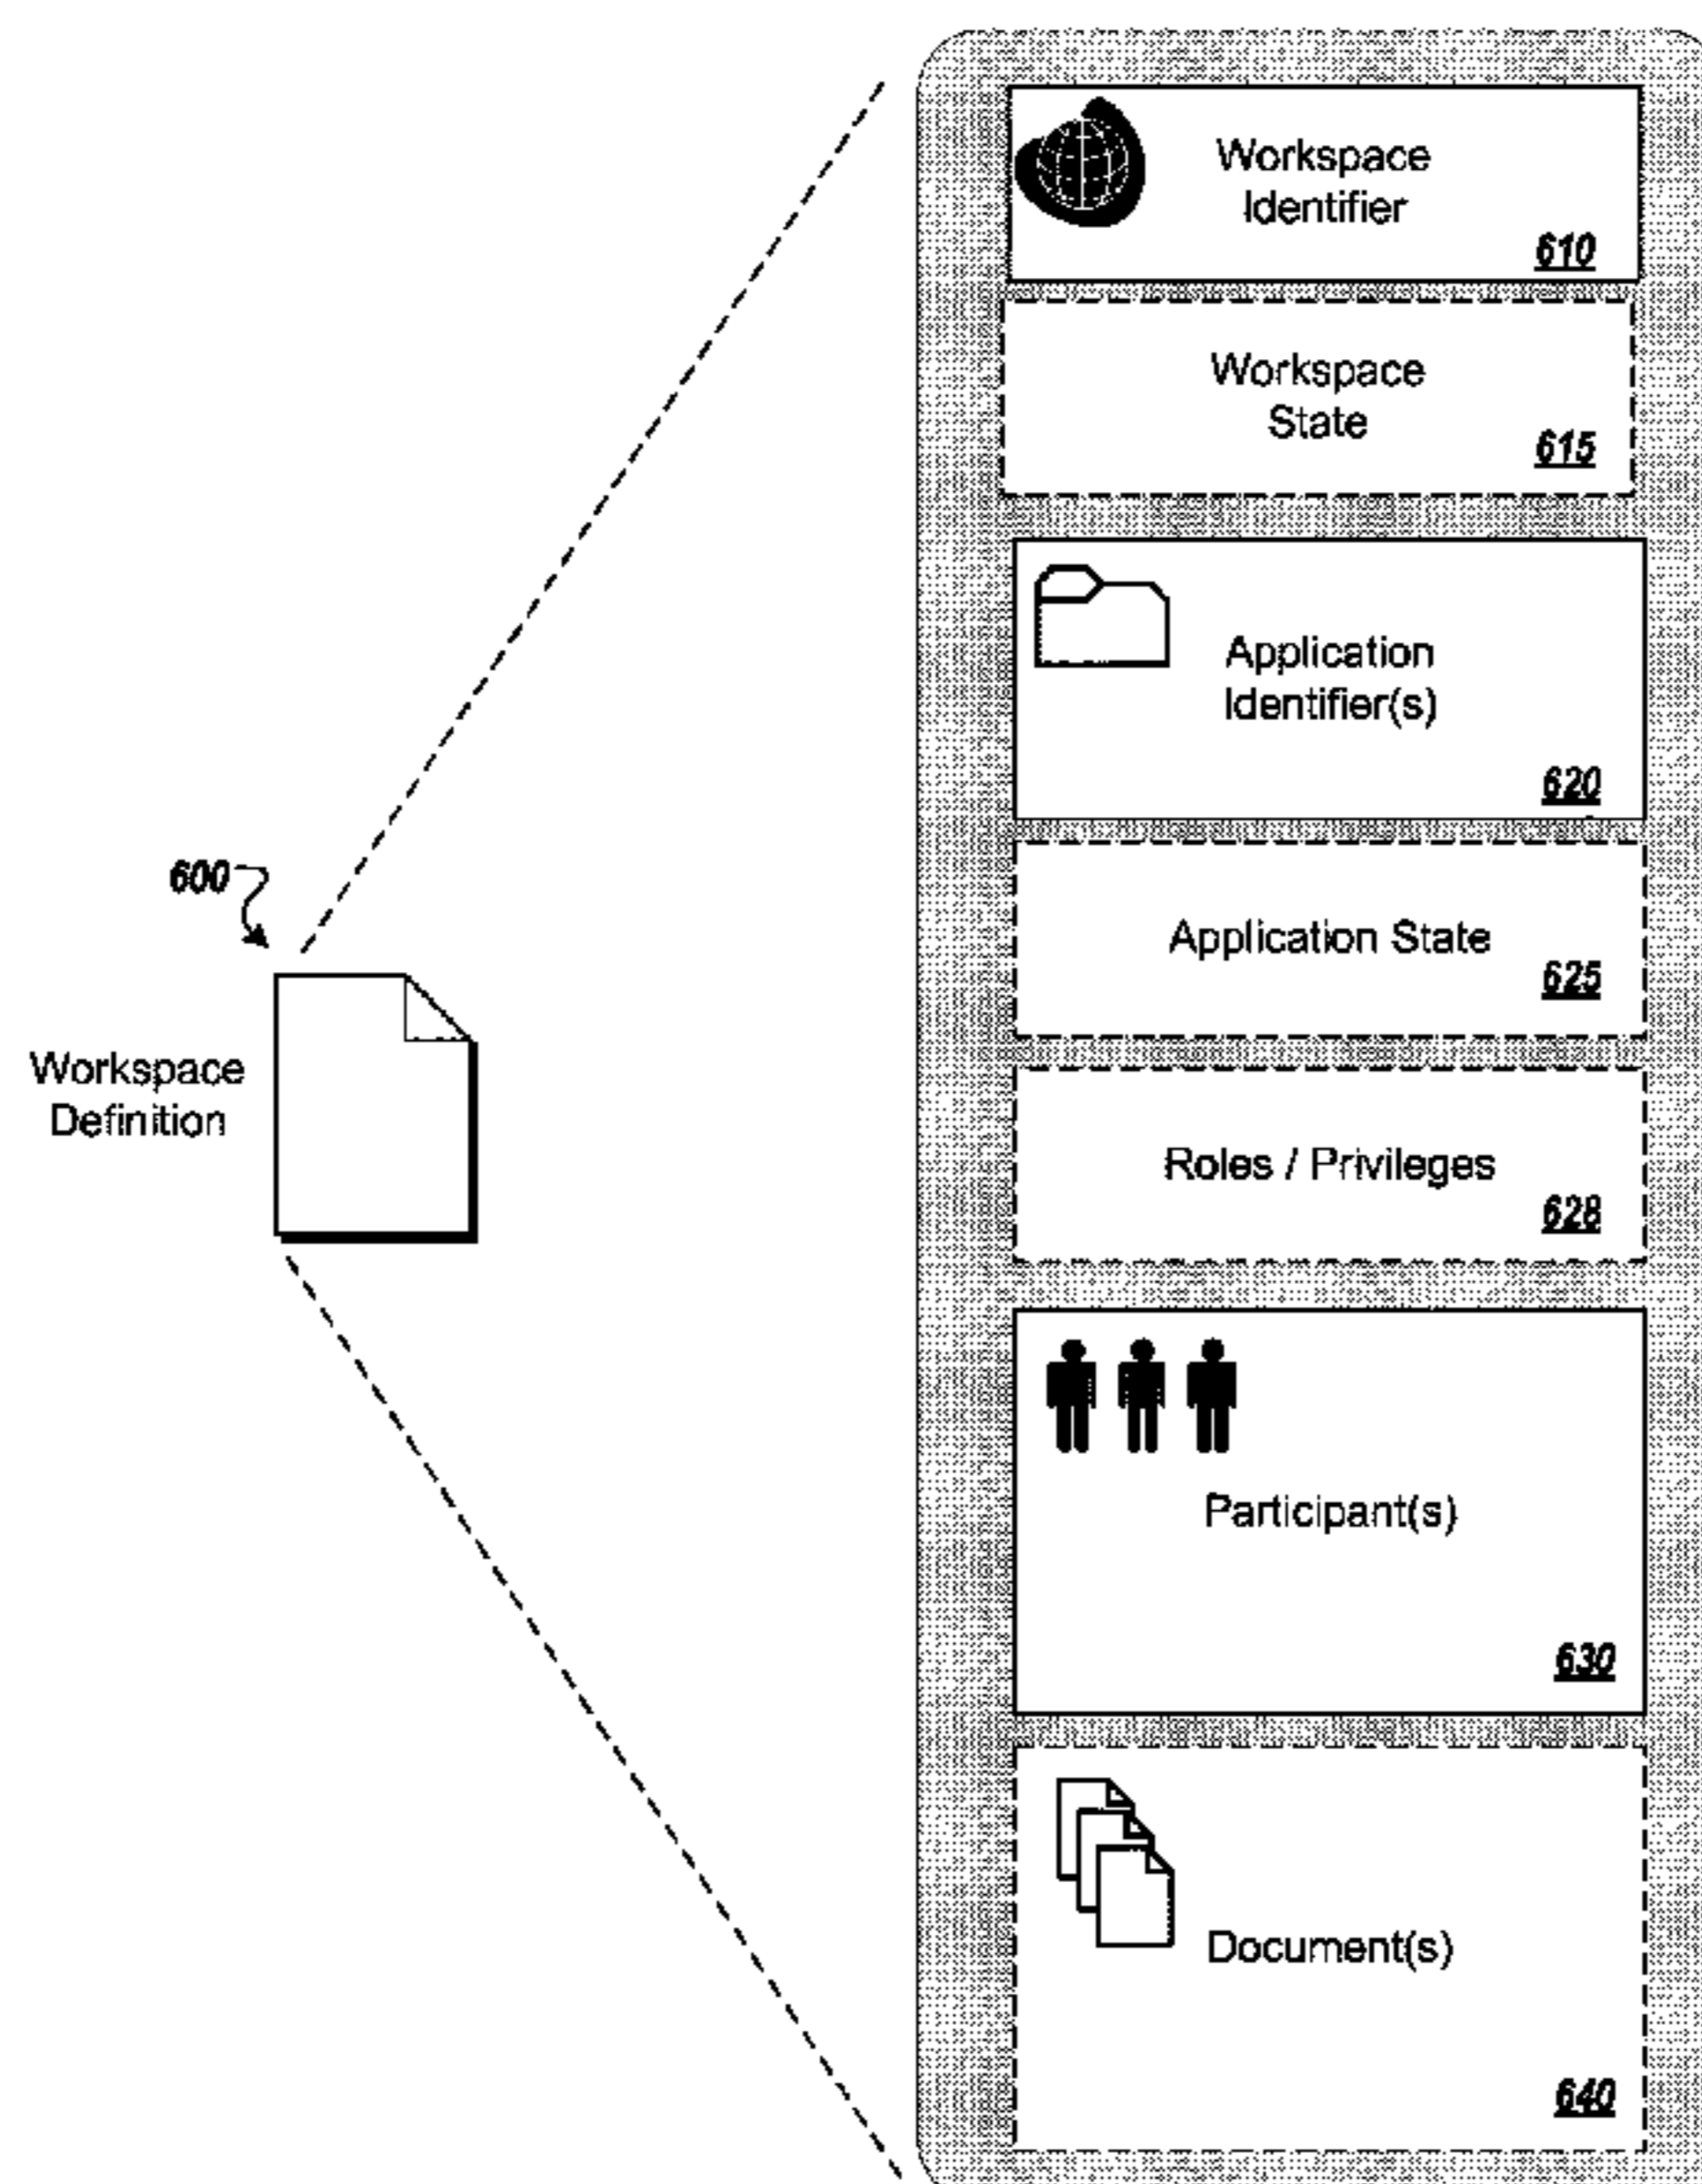 Workspace
Identifier
610
Workspace
State
615
Application
Identifier(s)
620
Application State
625
Roles / Privileges
628
Participant(s)
630
Document(s)
640
600
Workspace
Definition